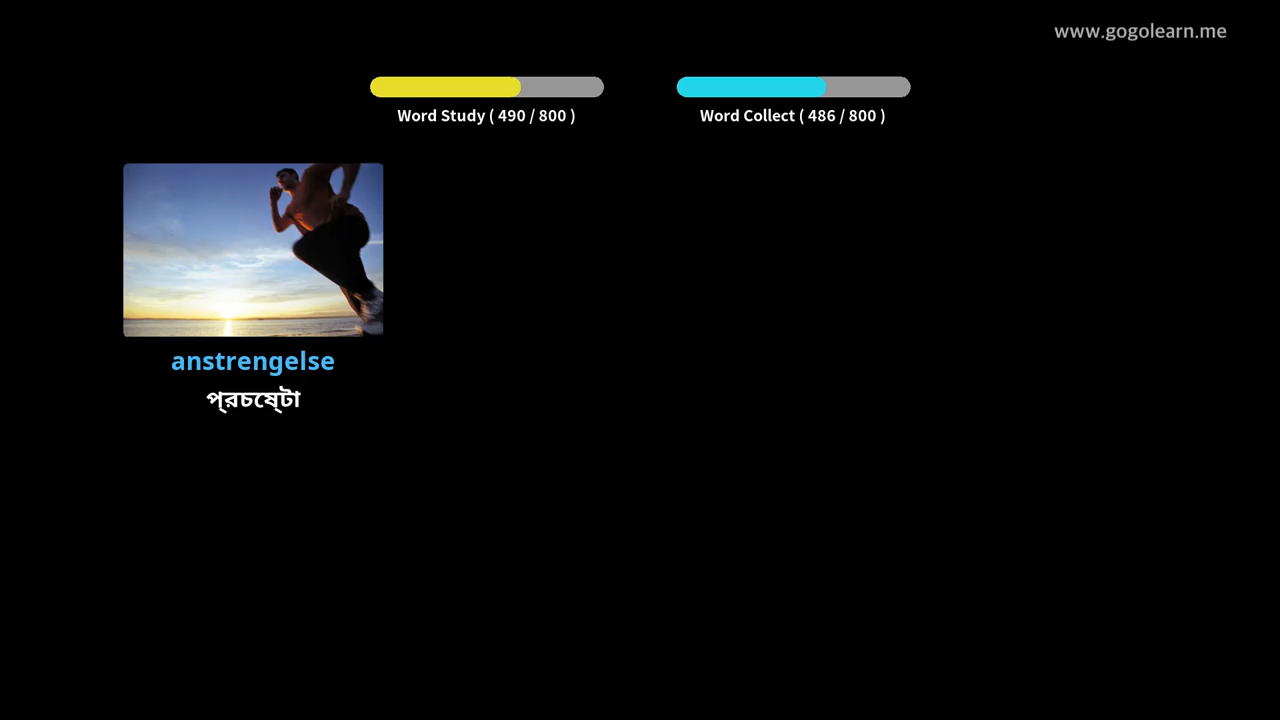 www.gogolearn.me
Word Study ( 490 / 800 )
Word Collect ( 486 / 800 )
anstrengelse
প্রচেষ্টা